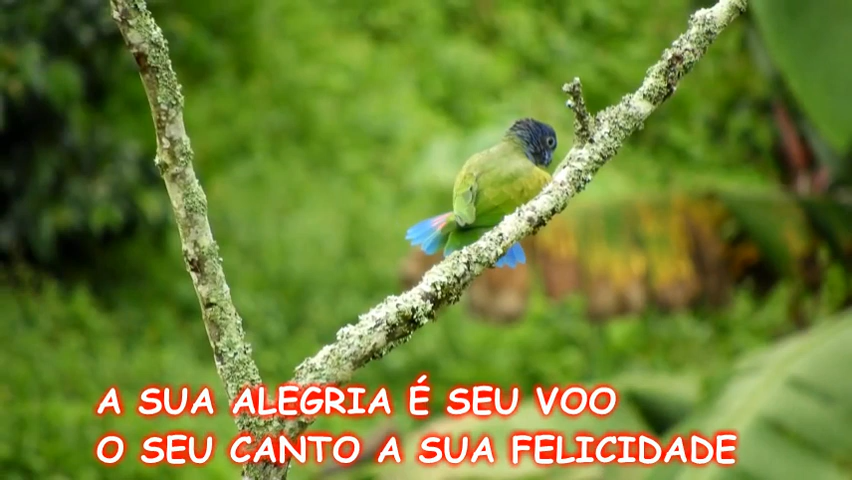 A SUA ALEGRIA É SEU VOO
O SEU CANTO A SUA FELICIDADE